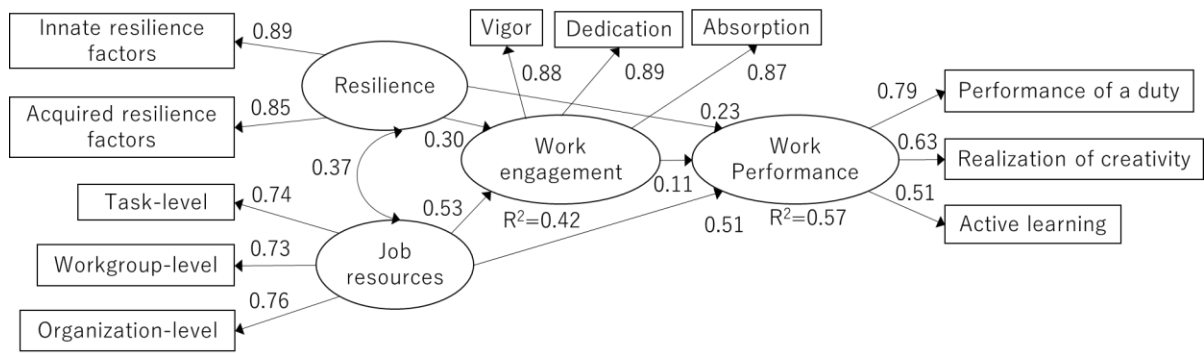 Innate resilience
factors
0.89
Acquired resilience
factors
0.85
Resilience
Vigor
Dedication
Absorption
0.88
0.89
0.87
0.23
0.30
Work
engagement
R²=0.42
0.11
Work
Performance
R²=0.57
0.79
Performance of a duty
0.63
Realization of creativity
0.51
Active learning
0.37
0.53
0.51
Task-level
0.74
Workgroup-level
0.73
Organization-level
0.76
Job
resources